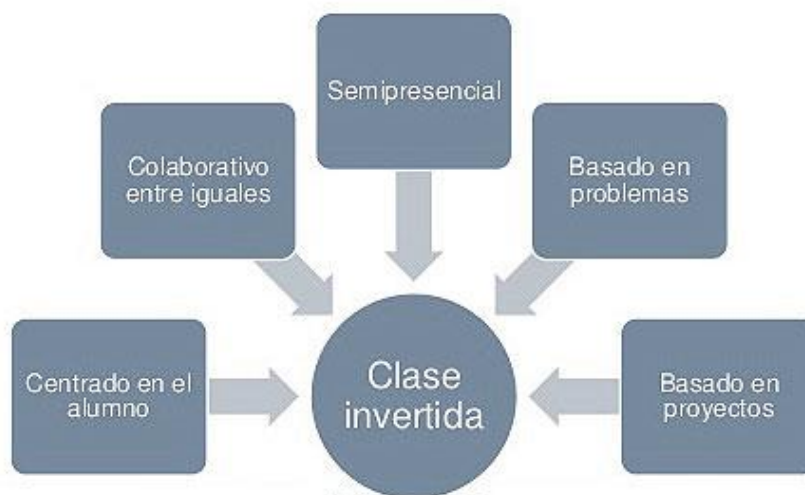 Semipresencial
Colaborativo
entre iguales
Basado en
problemas
Centrado en el
alumno
Clase
invertida
Basado en
proyectos